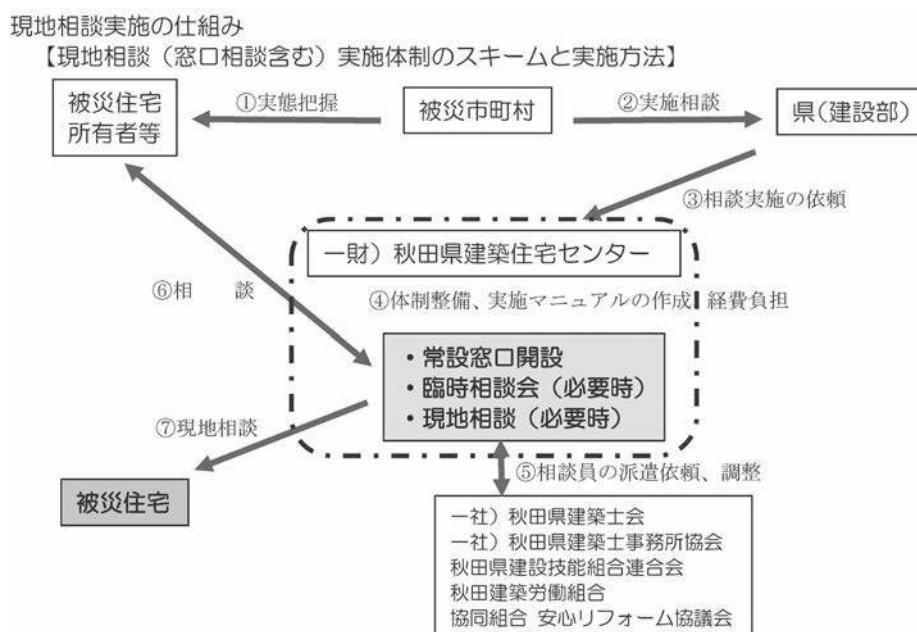 現地相談実施の仕組み
【現地相談（窓口相談含む）実施体制のスキームと実施方法】
被災住宅
所有者等
①実態把握
被災市町村
②実施相談
県（建設部）
③相談実施の依頼
一財）秋田県建築住宅センター
④体制整備、実施マニュアルの作成 経費負担
⑥相　談
・常設窓口開設
・臨時相談会（必要時）
・現地相談（必要時）
⑦現地相談
被災住宅
⑤相談員の派遣依頼、調整
一社）秋田県建築士会
一社）秋田県建築士事務所協会
秋田県建設技能組合連合会
秋田建築労働組合
協同組合 安心リフォーム協議会